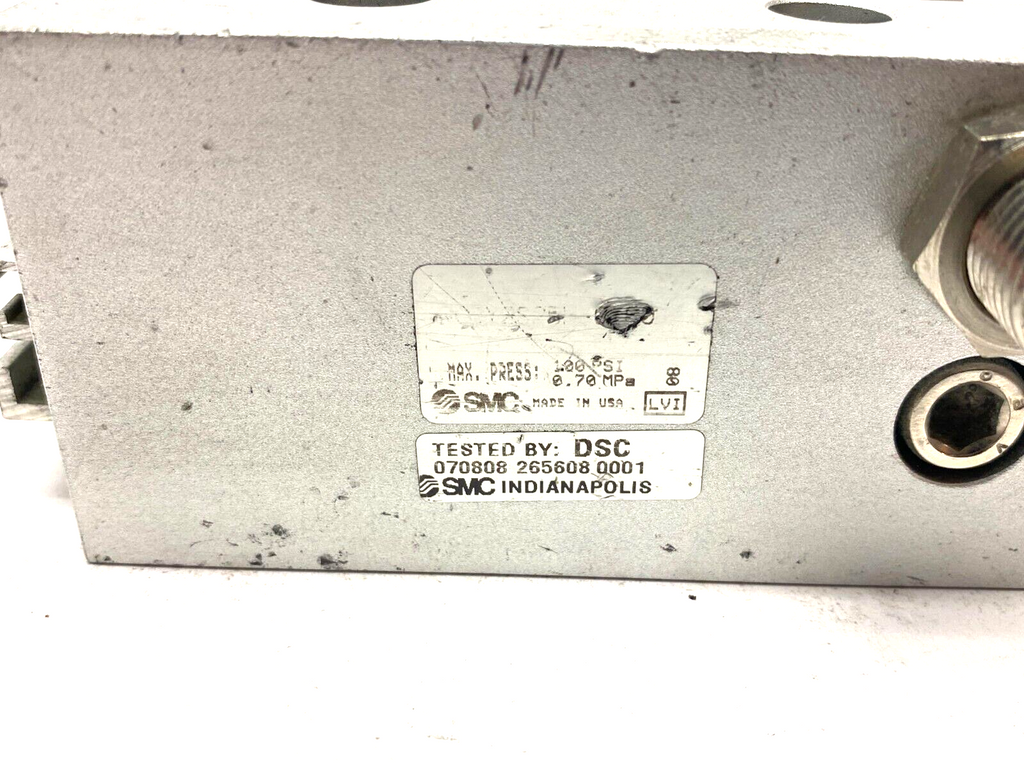 MAX. PRESS: 100 PSI
0.70 MPa
80
SMC MADE IN USA LVI
TESTED BY: DSC
070808 265608 0001
SMC INDIANAPOLIS